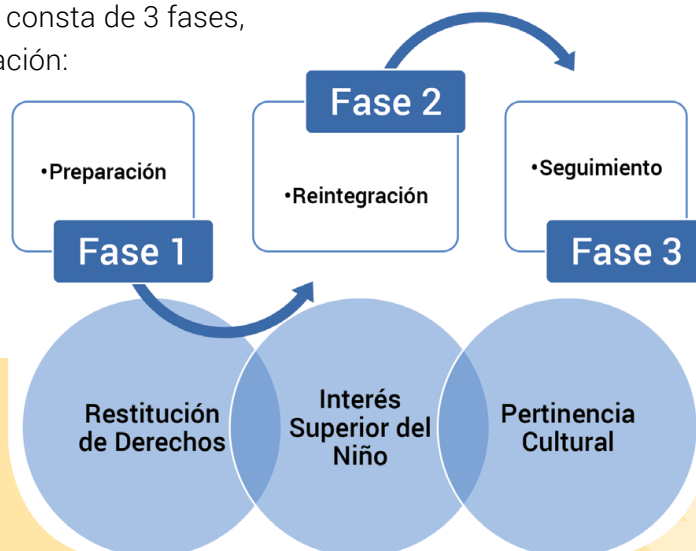 consta de 3 fases,
ación:
•Preparación
Fase 1
Fase 2
•Reintegración
•Seguimiento
Fase 3
Restitución
de Derechos
Interés
Superior del
Niño
Pertinencia
Cultural